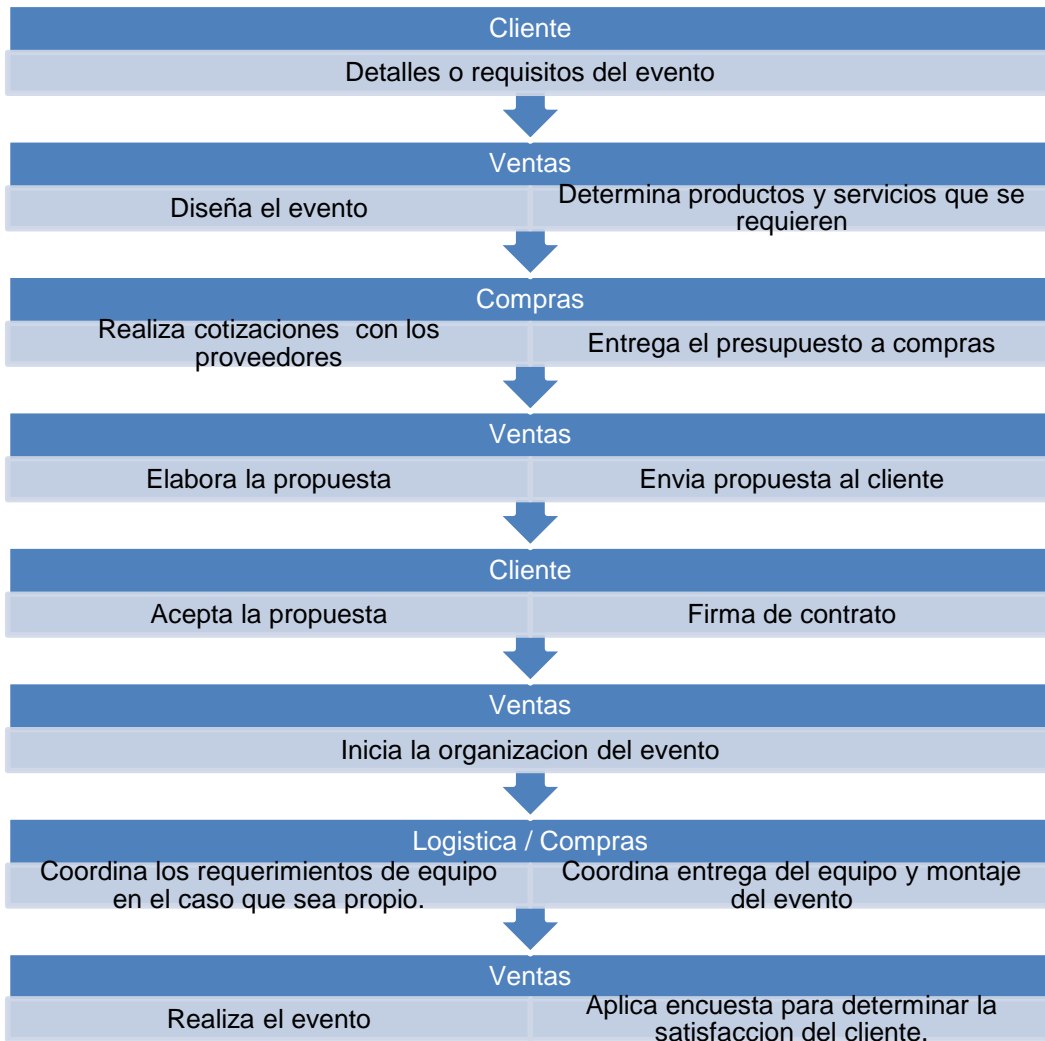 Cliente
Detalles o requisitos del evento
Ventas
Diseña el evento
Determina productos y servicios que se
requieren
Compras
Realiza cotizaciones con los
proveedores
Entrega el presupuesto a compras
Ventas
Elabora la propuesta
Envia propuesta al cliente
Cliente
Acepta la propuesta
Firma de contrato
Ventas
Inicia la organizacion del evento
Logistica / Compras
Coordina los requerimientos de equipo
en el caso que sea propio.
Coordina entrega del equipo y montaje
del evento
Ventas
Realiza el evento
Aplica encuesta para determinar la
satisfaccion del cliente.